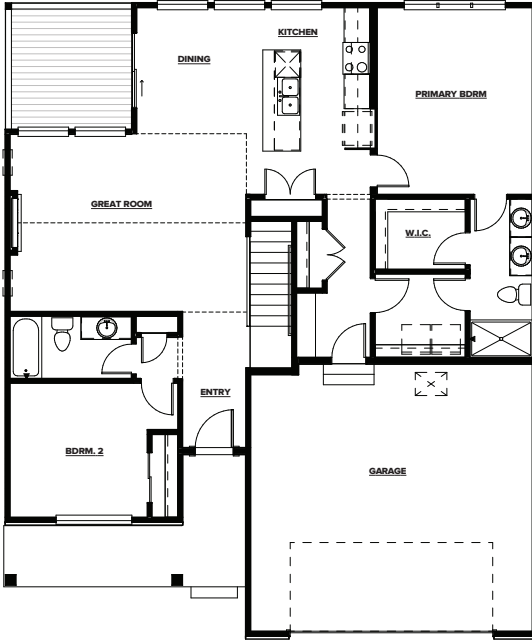 KITCHEN
DINING
PRIMARY BDRM
GREAT ROOM
W.I.C.
ENTRY
BDRM. 2
GARAGE